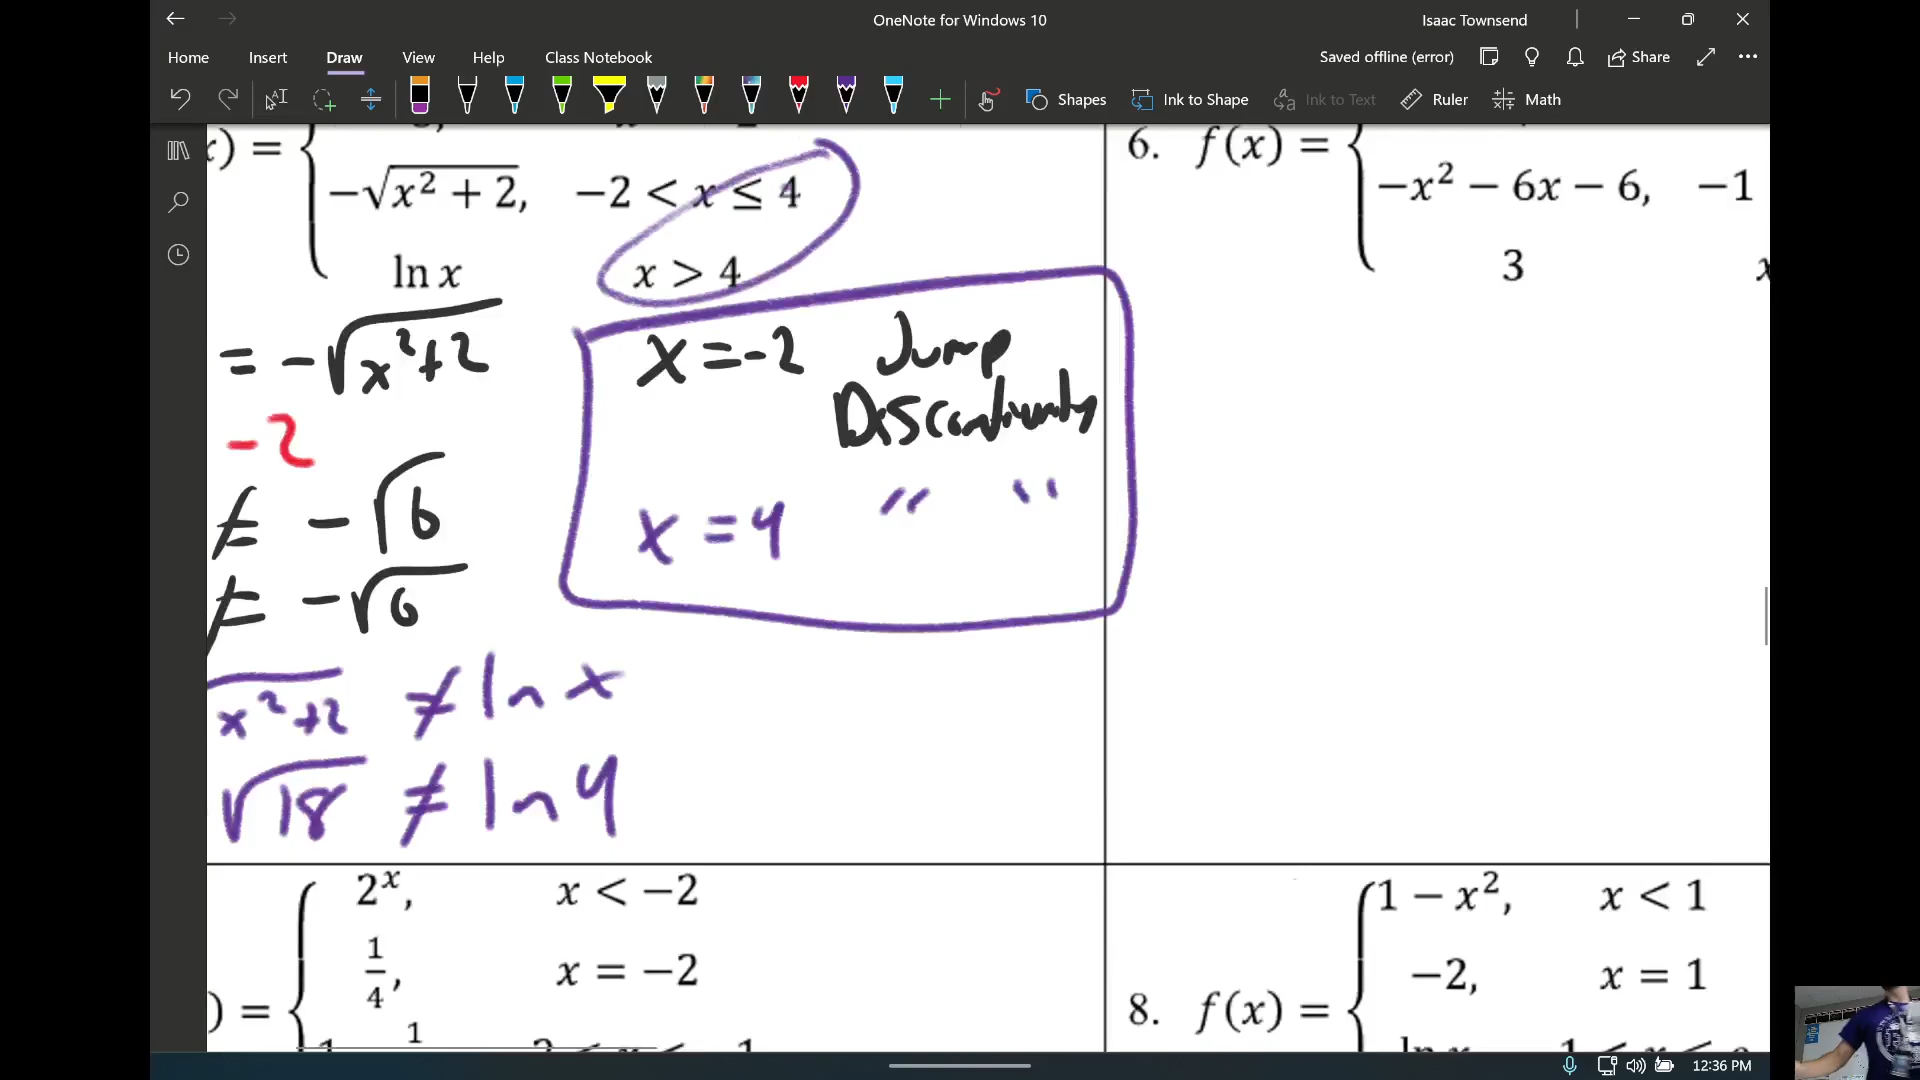 OneNote for Windows 10
Isaac Townsend
Home Insert Draw View Help Class Notebook
Saved offline (error) Share
Shapes Ink to Shape Ink to Text Ruler Math
) = { -√(x² + 2), -2 < x ≤ 4
ln x x > 4
= -√(x²+2)
-2
≠ -√6
≠ -√6
x²+2 ≠ ln x
√18 ≠ ln 4
x = -2 Jump
Discontinuity
x = 4 " "
6. f(x) = {
-x² - 6x - 6, -1
3 x
) = { 2ˣ, x < -2
1/4, x = -2
1
8. f(x) = { 1 - x², x < 1
-2, x = 1
12:36 PM